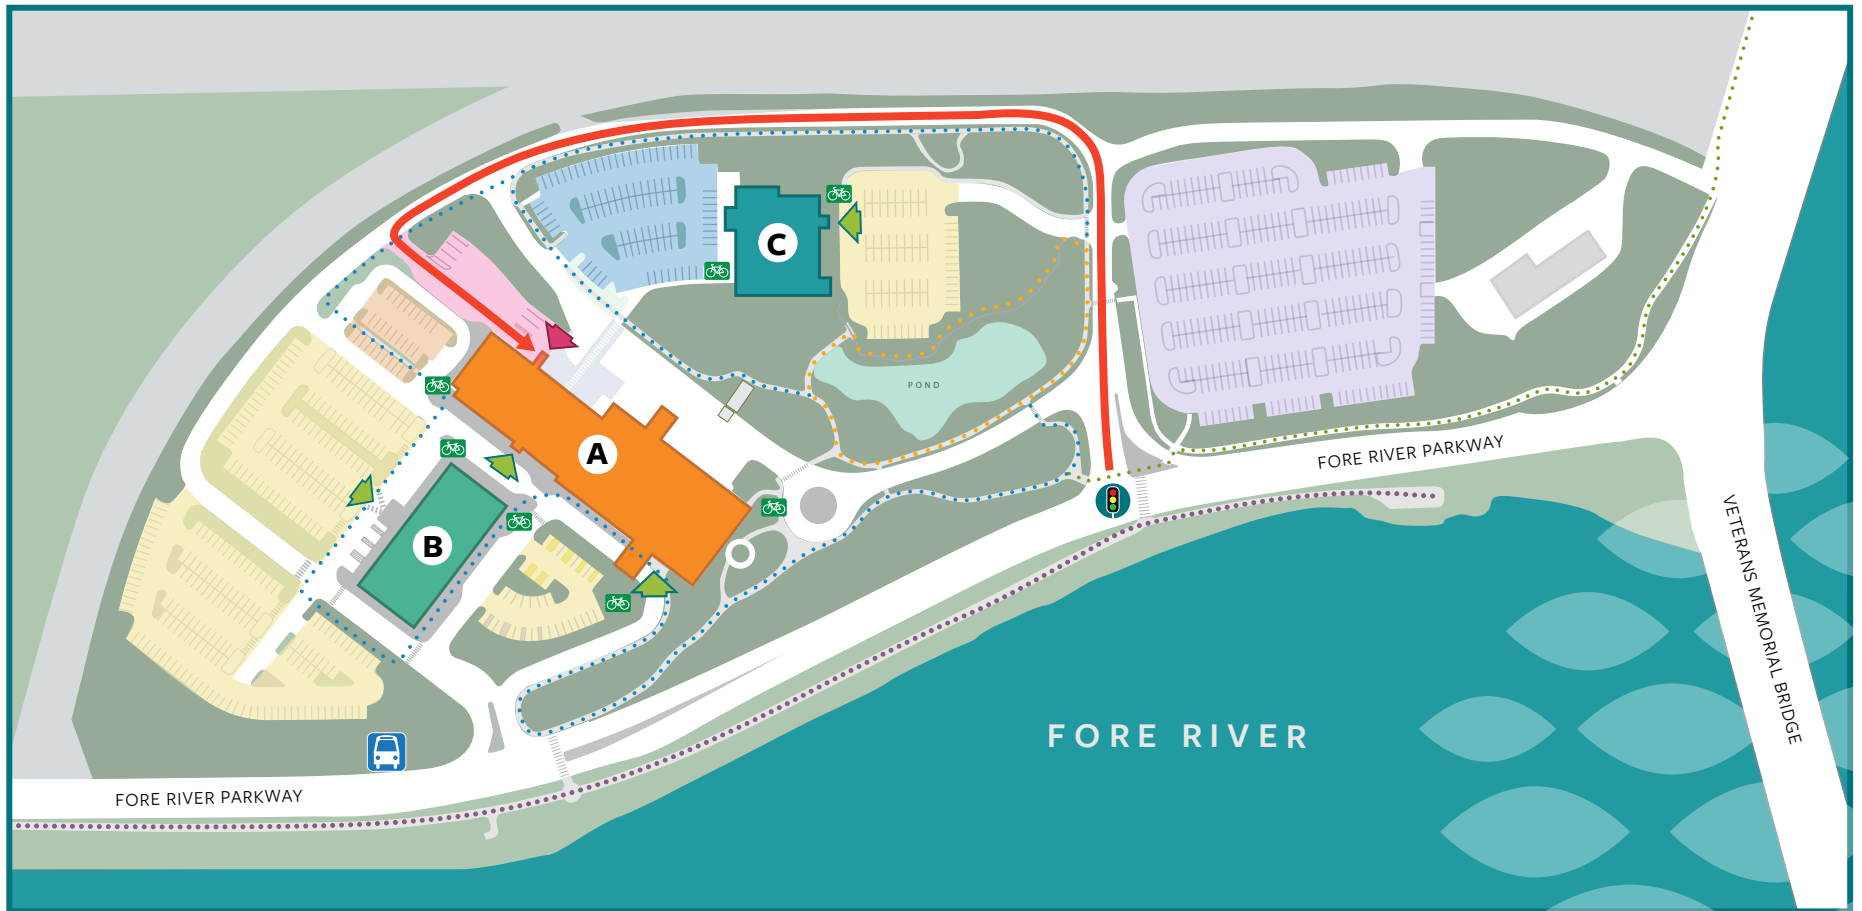 C
POND
A
FORE RIVER PARKWAY
B
VETERANS MEMORIAL BRIDGE
FORE RIVER
FORE RIVER PARKWAY